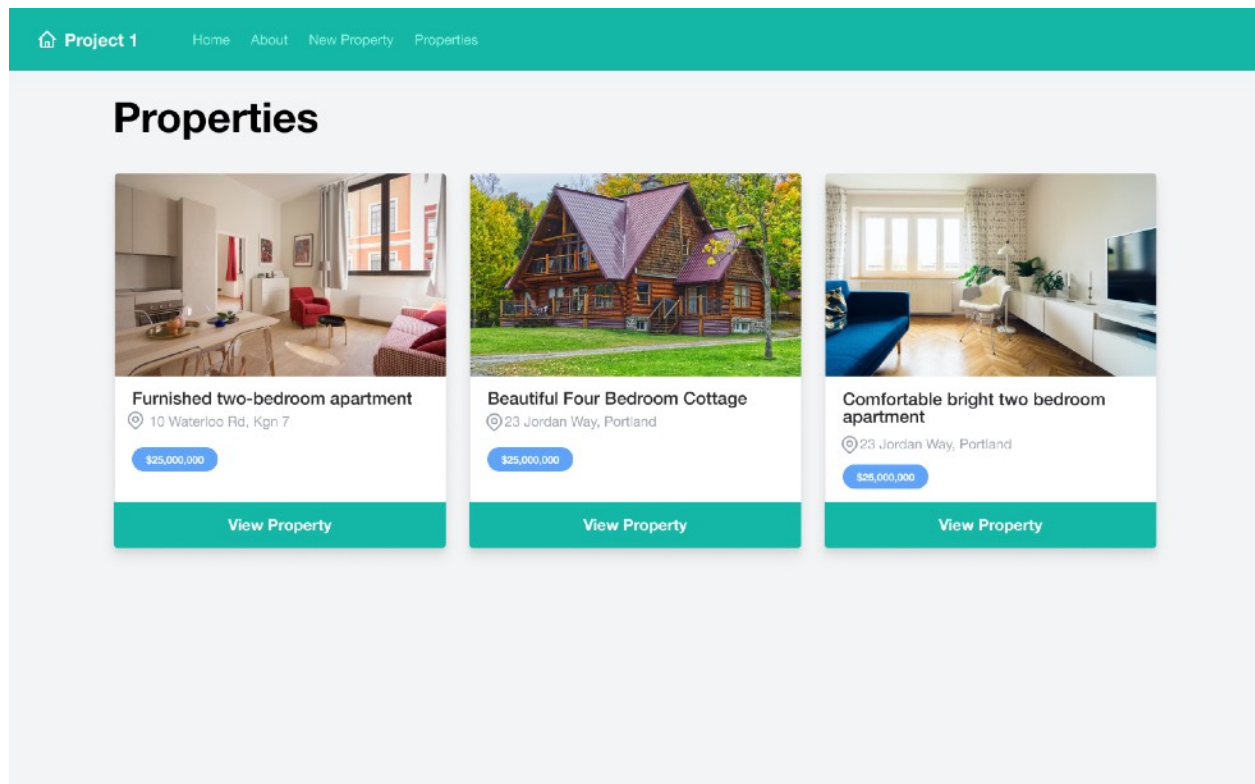 Project 1 Home About New Property Properties
Properties
Furnished two-bedroom apartment
10 Waterloo Rd, Kgn 7
$25,000,000
View Property
Beautiful Four Bedroom Cottage
23 Jordan Way, Portland
$25,000,000
View Property
Comfortable bright two bedroom
apartment
23 Jordan Way, Portland
$25,000,000
View Property